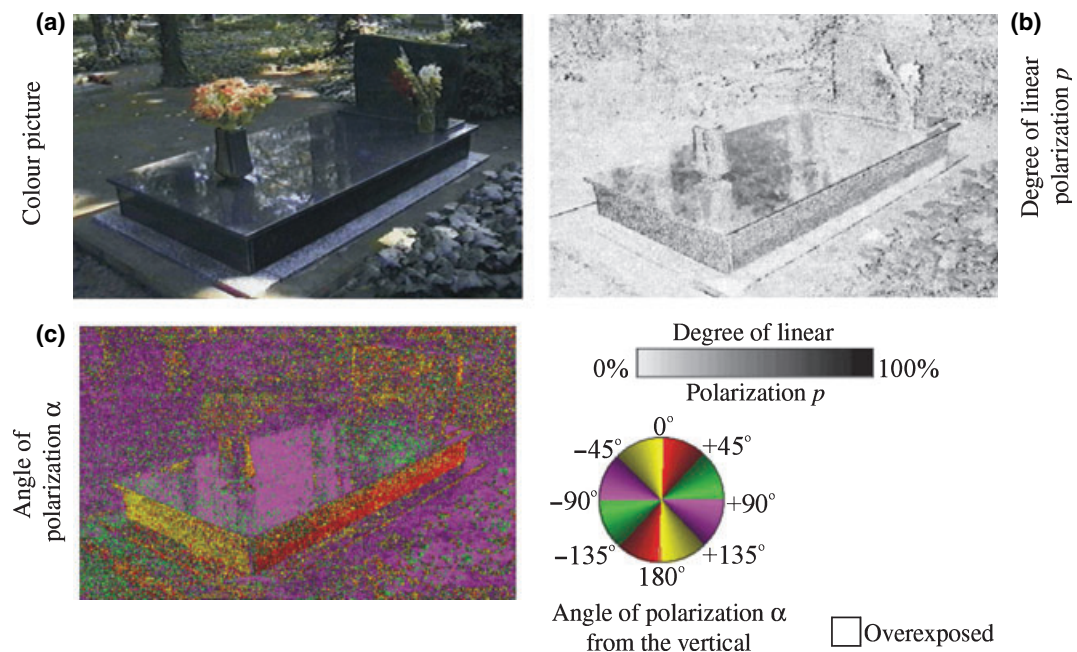 (a)
Colour picture
(b)
Degree of linear
polarization p
(c)
Angle of
polarization α
Degree of linear
0%
100%
Polarization p
0°
−45°
+45°
−90°
+90°
−135°
+135°
180°
Angle of polarization α
from the vertical
Overexposed